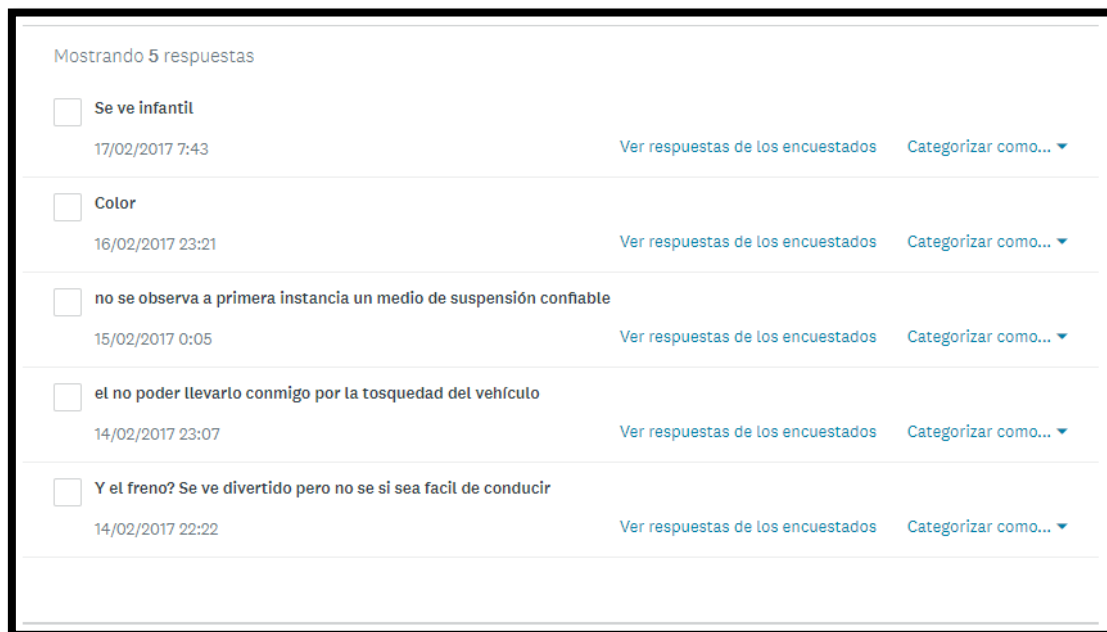 Mostrando 5 respuestas
Se ve infantil
17/02/2017 7:43 Ver respuestas de los encuestados Categorizar como...
Color
16/02/2017 23:21 Ver respuestas de los encuestados Categorizar como...
no se observa a primera instancia un medio de suspensión confiable
15/02/2017 0:05 Ver respuestas de los encuestados Categorizar como...
el no poder llevarlo conmigo por la tosquedad del vehículo
14/02/2017 23:07 Ver respuestas de los encuestados Categorizar como...
Y el freno? Se ve divertido pero no se si sea facil de conducir
14/02/2017 22:22 Ver respuestas de los encuestados Categorizar como...